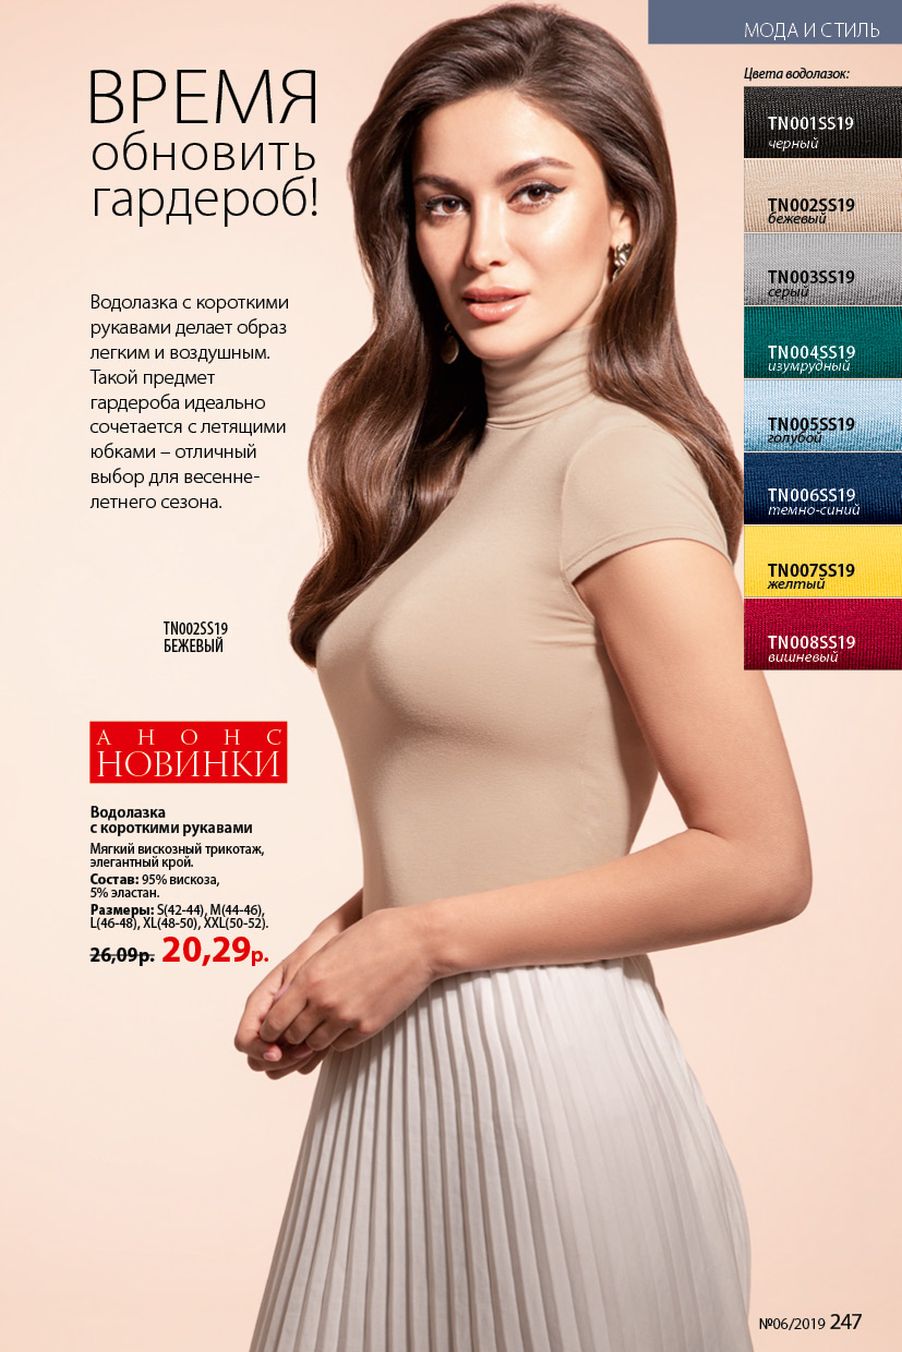 МОДА И СТИЛЬ
ВРЕМЯ
обновить
гардероб!
Водолазка с короткими
рукавами делает образ
легким и воздушным.
Такой предмет
гардероба идеально
сочетается с летящими
юбками – отличный
выбор для весенне-
летнего сезона.
Цвета водолазок:
TN001SS19
черный
TN002SS19
бежевый
TN003SS19
серый
TN004SS19
изумрудный
TN005SS19
голубой
TN006SS19
темно-синий
TN007SS19
желтый
TN008SS19
вишневый
TN002SS19
БЕЖЕВЫЙ
АНОНС
НОВИНКИ
Водолазка
с короткими рукавами
Мягкий вискозный трикотаж,
элегантный крой.
Состав: 95% вискоза,
5% эластан.
Размеры: S(42-44), M(44-46),
L(46-48), XL(48-50), XXL(50-52).
26,09р. 20,29р.
№06/2019 247